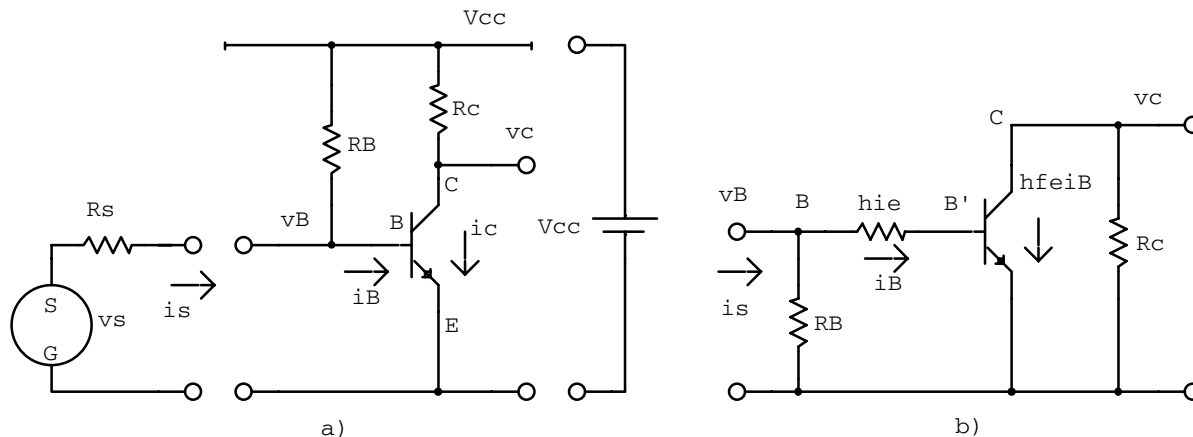 Vcc
Rc
vc
RB
C
Rs
vB
B
ic
Vcc
is
iB
S
vs
G
E
a)
C
vc
hfeiB
vB
B
hie
B'
Rc
is
iB
RB
b)